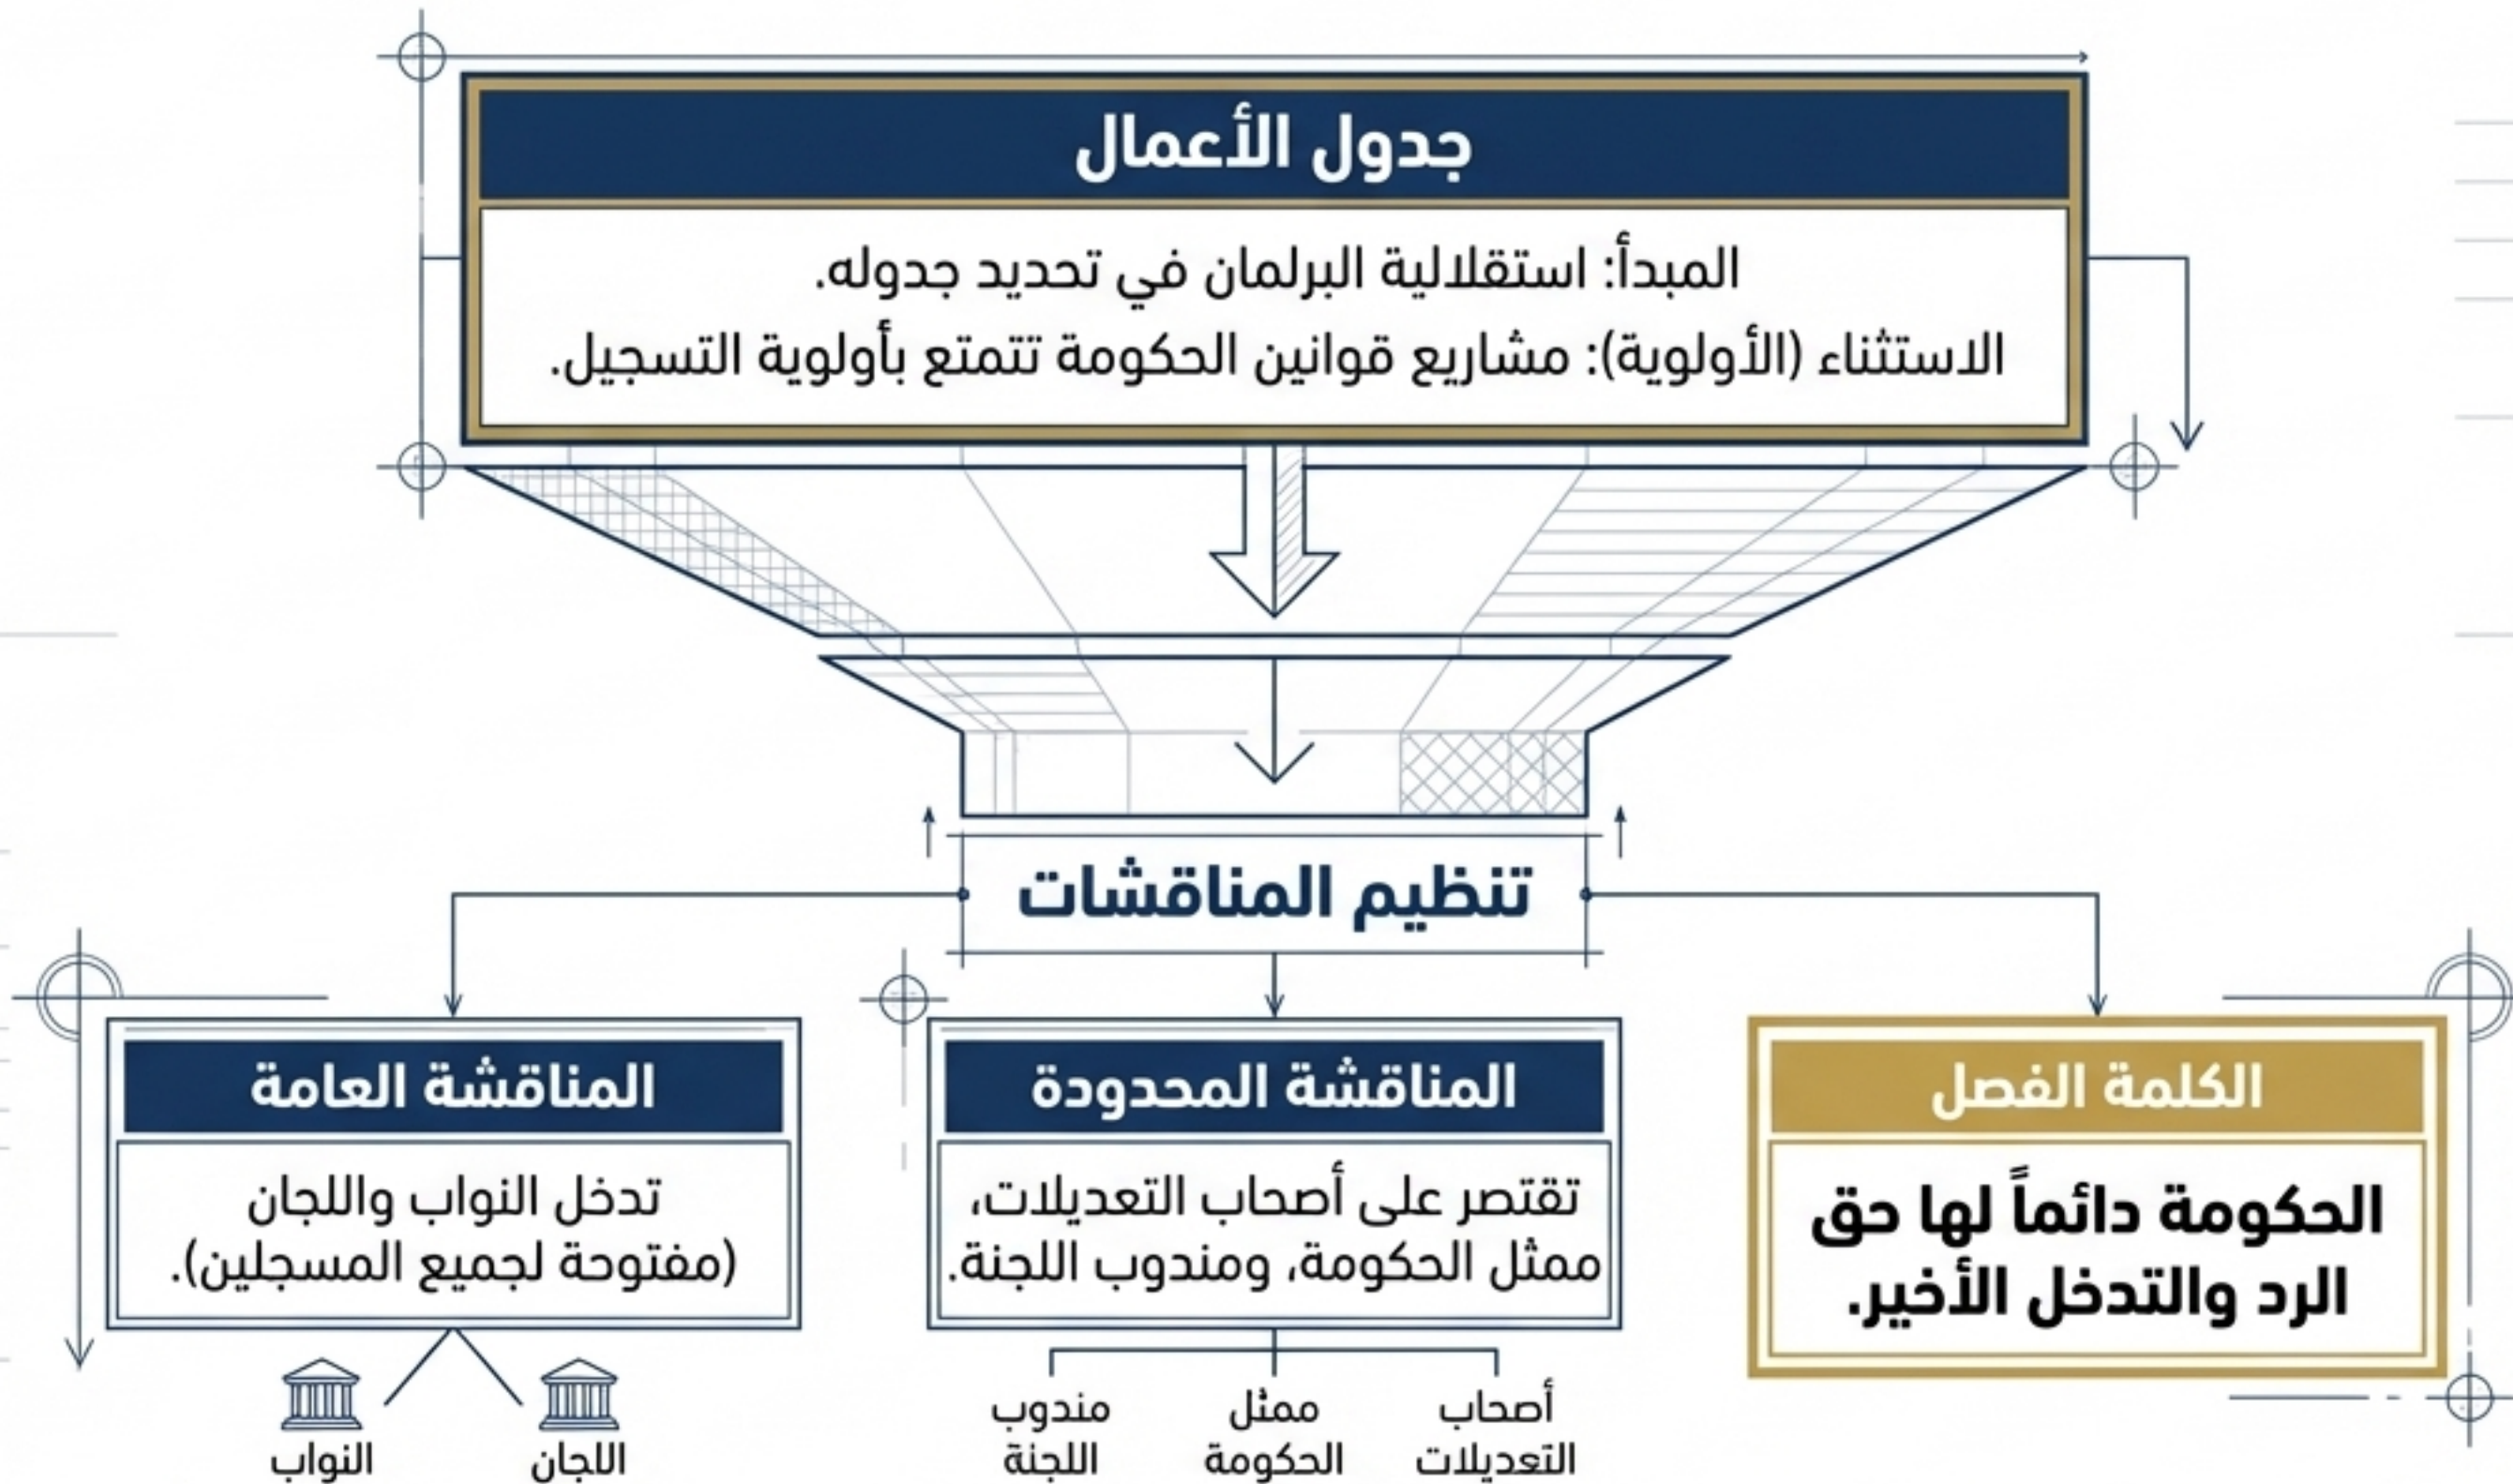 جدول الأعمال
المبدأ: استقلالية البرلمان في تحديد جدوله.
الاستثناء (الأولوية): مشاريع قوانين الحكومة تتمتع بأولوية التسجيل.
تنظيم المناقشات
الكلمة الفصل
الحكومة دائماً لها حق
الرد والتدخل الأخير.
المناقشة المحدودة
تقتصر على أصحاب التعديلات،
ممثل الحكومة، ومندوب اللجنة.
أصحاب
التعديلات
ممثل
الحكومة
مندوب
اللجنة
المناقشة العامة
تدخل النواب واللجان
(مفتوحة لجميع المسجلين).
اللجان
النواب